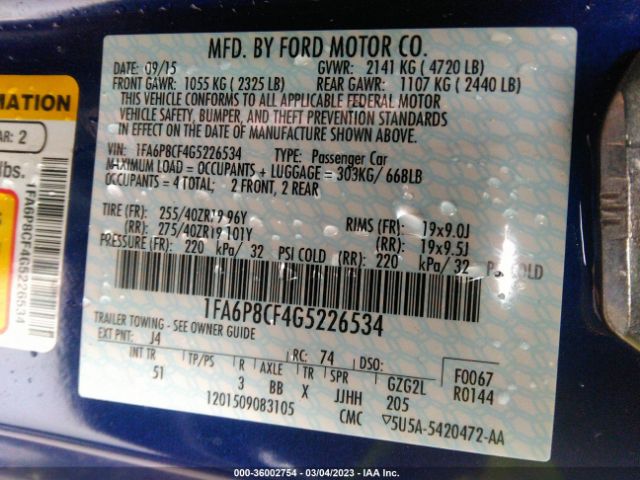 MFD. BY FORD MOTOR CO.
DATE: 09/15 GVWR: 2141 KG ( 4720 LB)
FRONT GAWR: 1055 KG ( 2325 LB) REAR GAWR: 1107 KG ( 2440 LB)
THIS VEHICLE CONFORMS TO ALL APPLICABLE FEDERAL MOTOR
VEHICLE SAFETY, BUMPER, AND THEFT PREVENTION STANDARDS
IN EFFECT ON THE DATE OF MANUFACTURE SHOWN ABOVE
VIN: 1FA6P8CF4G5226534 TYPE: Passenger Car
MAXIMUM LOAD = OCCUPANTS + LUGGAGE = 303KG/ 668LB
OCCUPANTS = 4 TOTAL: 2 FRONT, 2 REAR
TIRE (FR): 255/40ZR19 96Y RIMS (FR): 19x9.0J
(RR): 275/40ZR19 101Y (RR): 19x9.5J
PRESSURE (FR): 220 kPa/ 32 PSI COLD (RR): 220 kPa/ 32 PSI COLD
1FA6P8CF4G5226534
TRAILER TOWING - SEE OWNER GUIDE
EXT PNT: J4 RC: 74 DSO: F0067
INT TR TP/PS R AXLE TR SPR GZG2L R0144
51 3 BB X JJHH 205
1201509083105 CMC 5U5A-5420472-AA
MATION
AR: 2
lbs.
1FA6P8CF4G5226534
000-36002754 - 03/04/2023 - IAA Inc.